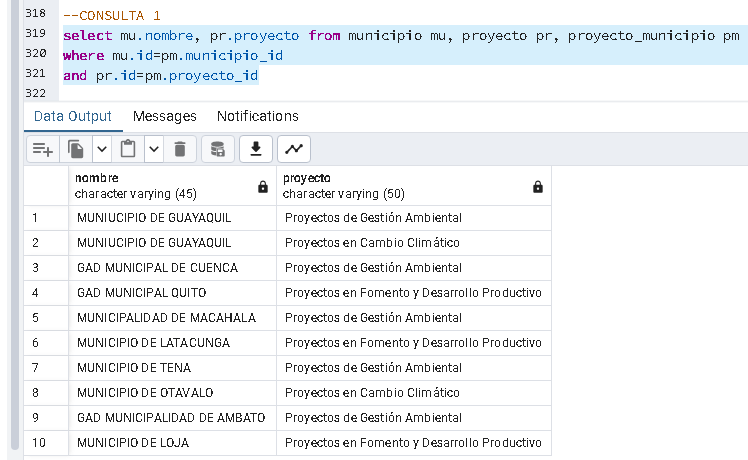 318 --CONSULTA 1
319 select mu.nombre, pr.proyecto from municipio mu, proyecto pr, proyecto_municipio pm
320 where mu.id=pm.municipio_id
321 and pr.id=pm.proyecto_id
322
Data Output Messages Notifications
nombre proyecto
character varying (45) character varying (50)
1 MUNIUCIPIO DE GUAYAQUIL Proyectos de Gestión Ambiental
2 MUNIUCIPIO DE GUAYAQUIL Proyectos en Cambio Climático
3 GAD MUNICIPAL DE CUENCA Proyectos de Gestión Ambiental
4 GAD MUNICIPAL QUITO Proyectos en Fomento y Desarrollo Productivo
5 MUNICIPALIDAD DE MACAHALA Proyectos de Gestión Ambiental
6 MUNICIPIO DE LATACUNGA Proyectos en Fomento y Desarrollo Productivo
7 MUNICIPIO DE TENA Proyectos de Gestión Ambiental
8 MUNICIPIO DE OTAVALO Proyectos en Cambio Climático
9 GAD MUNICIPALIDAD DE AMBATO Proyectos de Gestión Ambiental
10 MUNICIPIO DE LOJA Proyectos en Fomento y Desarrollo Productivo